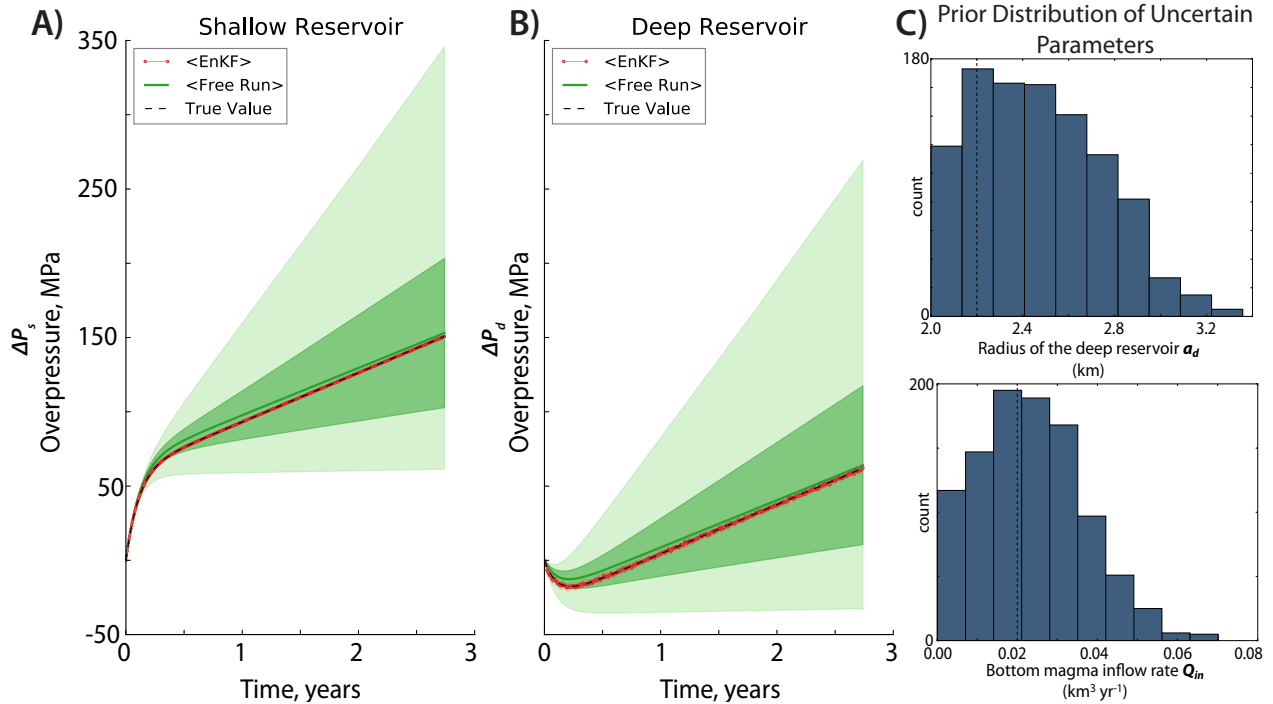 A)
Shallow Reservoir
350
250
150
50
-50
ΔPs
Overpressure, MPa
<EnKF>
<Free Run>
True Value
0
1
2
3
Time, years
B)
Deep Reservoir
ΔPd
Overpressure, MPa
<EnKF>
<Free Run>
True Value
0
1
2
3
Time, years
C)
Prior Distribution of Uncertain
Parameters
180
count
0
2.0
2.4
2.8
3.2
Radius of the deep reservoir ad
(km)
200
count
0
0.00
0.02
0.04
0.06
0.08
Bottom magma inflow rate Qin
(km³ yr⁻¹)